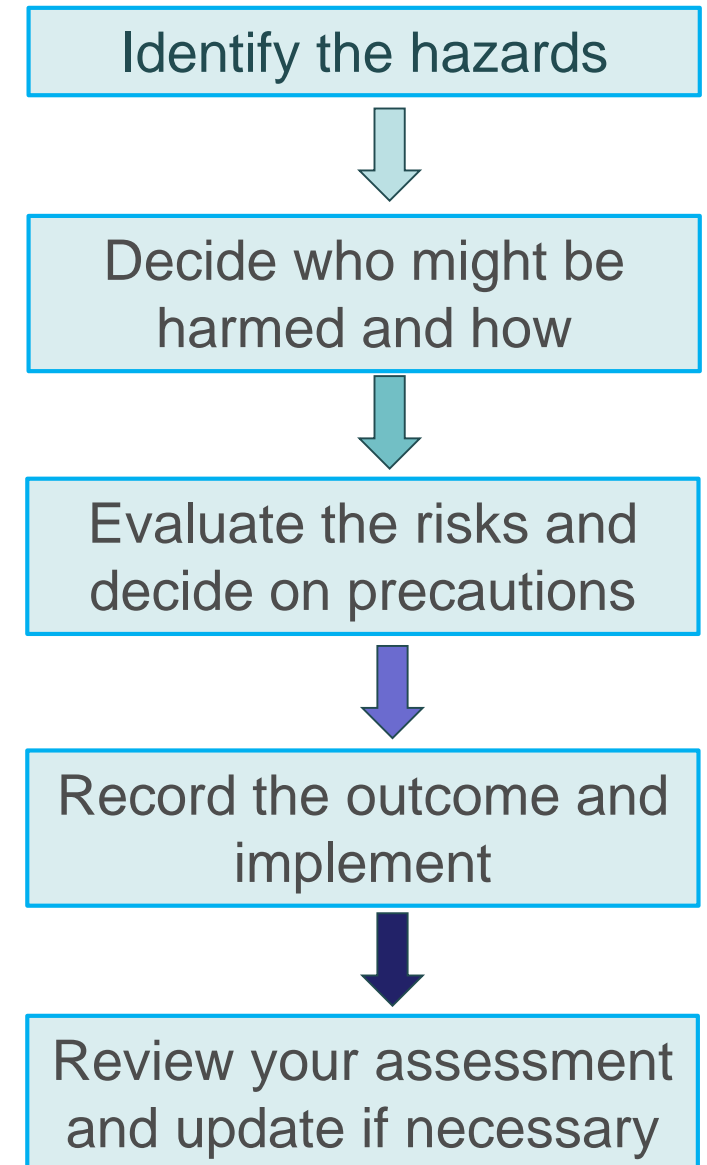 Identify the hazards
Decide who might be
harmed and how
Evaluate the risks and
decide on precautions
Record the outcome and
implement
Review your assessment
and update if necessary